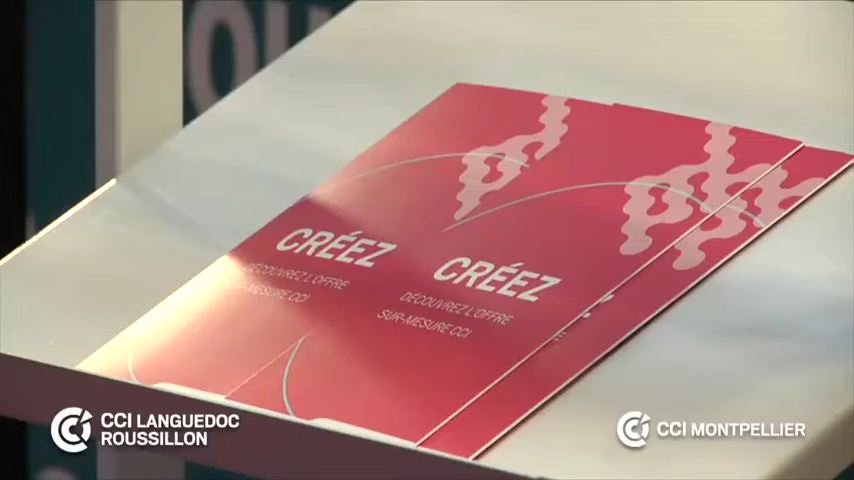 CRÉEZ
DÉCOUVREZ L'OFFRE
SUR-MESURE CCI
CRÉEZ
DÉCOUVREZ L'OFFRE
SUR-MESURE CCI
CCI LANGUEDOC
ROUSSILLON
CCI MONTPELLIER